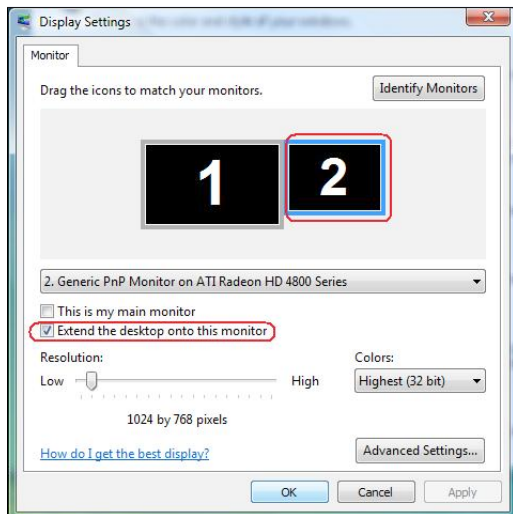 Display Settings
Monitor
Drag the icons to match your monitors.
Identify Monitors
1
2
2. Generic PnP Monitor on ATI Radeon HD 4800 Series
This is my main monitor
Extend the desktop onto this monitor
Resolution:
Colors:
Low
High
Highest (32 bit)
1024 by 768 pixels
How do I get the best display?
Advanced Settings...
OK
Cancel
Apply